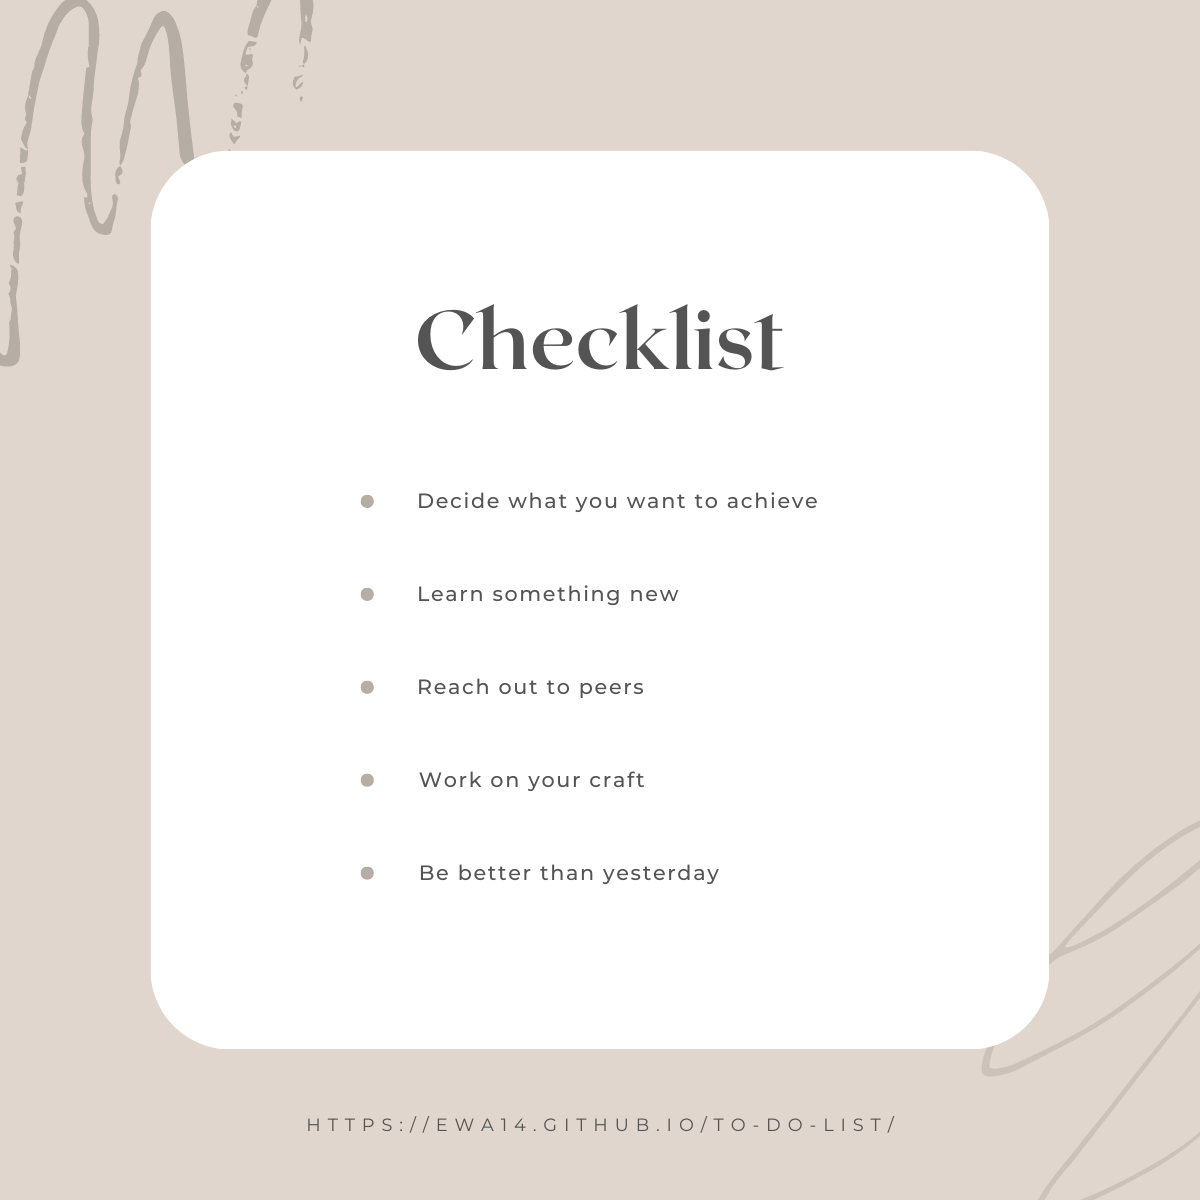 Checklist
Decide what you want to achieve
Learn something new
Reach out to peers
Work on your craft
Be better than yesterday
HTTPS://EWA14.GITHUB.IO/TO-DO-LIST/